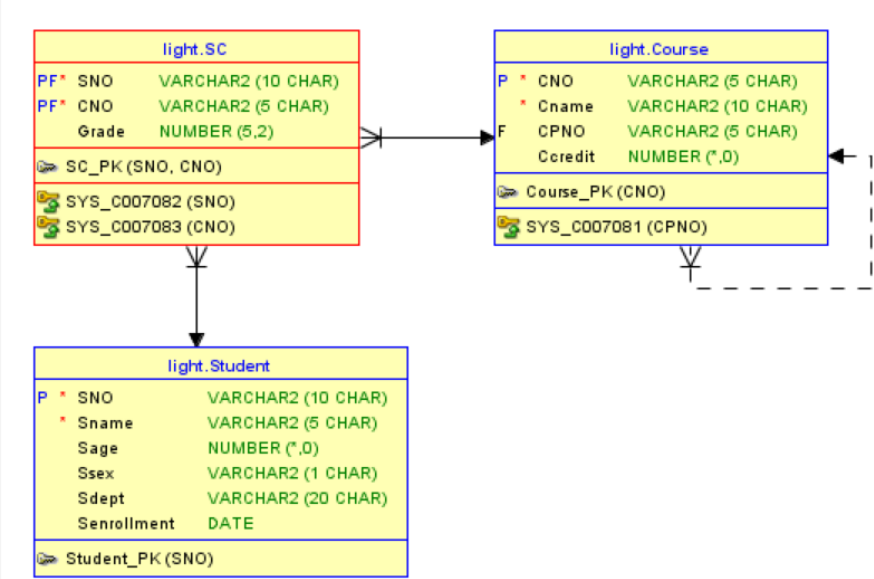 light.SC
PF* SNO VARCHAR2 (10 CHAR)
PF* CNO VARCHAR2 (5 CHAR)
Grade NUMBER (5,2)
SC_PK (SNO, CNO)
SYS_C007082 (SNO)
SYS_C007083 (CNO)
light.Course
P * CNO VARCHAR2 (5 CHAR)
* Cname VARCHAR2 (10 CHAR)
F CPNO VARCHAR2 (5 CHAR)
Ccredit NUMBER (*,0)
Course_PK (CNO)
SYS_C007081 (CPNO)
light.Student
P * SNO VARCHAR2 (10 CHAR)
* Sname VARCHAR2 (5 CHAR)
Sage NUMBER (*,0)
Ssex VARCHAR2 (1 CHAR)
Sdept VARCHAR2 (20 CHAR)
Senrollment DATE
Student_PK (SNO)